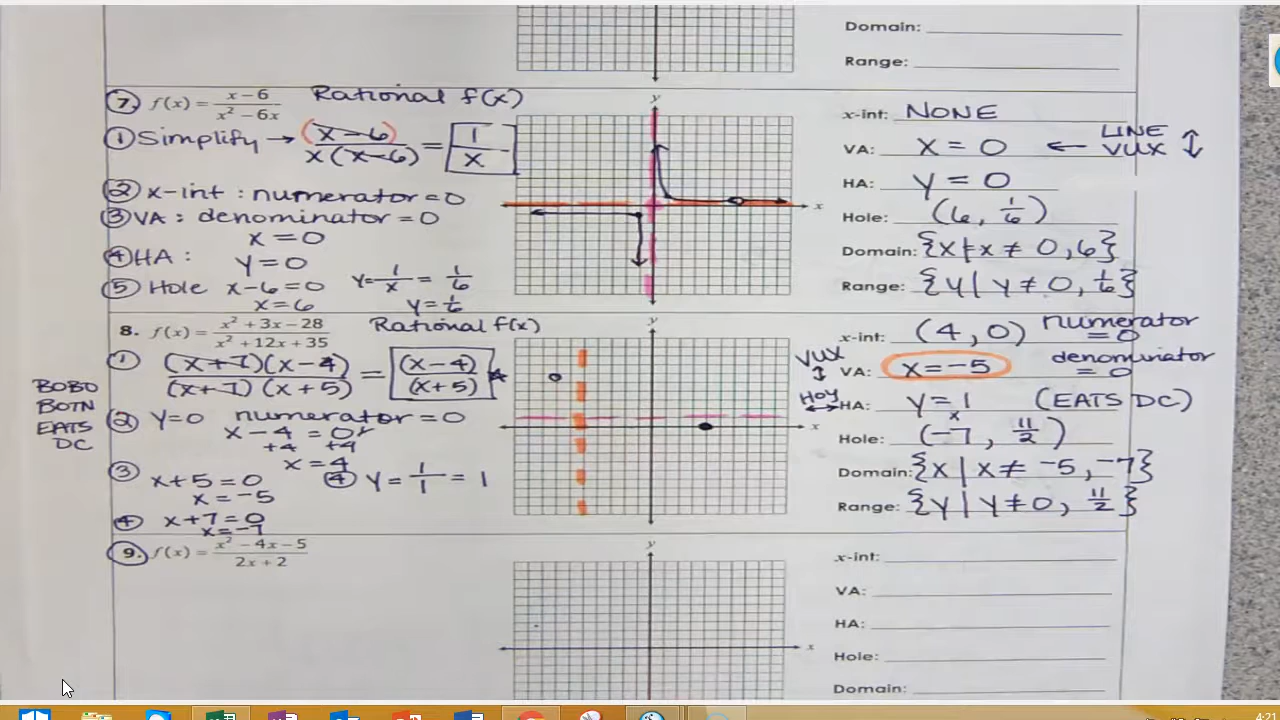 Domain:
Range:
7 f(x) = x - 6 / x² - 6x Rational f(x)
① Simplify → (x - 6) / x(x - 6) = 1 / x
② x-int : numerator = 0
③ VA : denominator = 0
x = 0
④ HA : y = 0
⑤ Hole x - 6 = 0 y = 1/x = 1/6
x = 6 y = 1/6
y
x
x-int: NONE
VA: x = 0 ← LINE VUX ↕
HA: y = 0
Hole: (6, 1/6)
Domain: {x | x ≠ 0, 6}
Range: {y | y ≠ 0, 1/6}
8. f(x) = x² + 3x - 28 / x² + 12x + 35 Rational f(x)
① (x + 7)(x - 4) / (x + 7)(x + 5) = (x - 4) / (x + 5)
BOBO
BOTN
EATS
DC
② y = 0 numerator = 0
x - 4 = 0
+4 +4
x = 4
③ x + 5 = 0 ④ y = 1/1 = 1
x = -5
④ x + 7 = 0
x = -7
y
x
x-int: (4, 0) numerator = 0
VUX ↕ VA: x = -5 denominator = 0
HOY ↔ HA: y = 1 (EATS DC)
x
Hole: (-7, 11/2)
Domain: {x | x ≠ -5, -7}
Range: {y | y ≠ 0, 11/2}
9. f(x) = x² - 4x - 5 / 2x + 2
y
x
x-int:
VA:
HA:
Hole:
Domain:
4:21